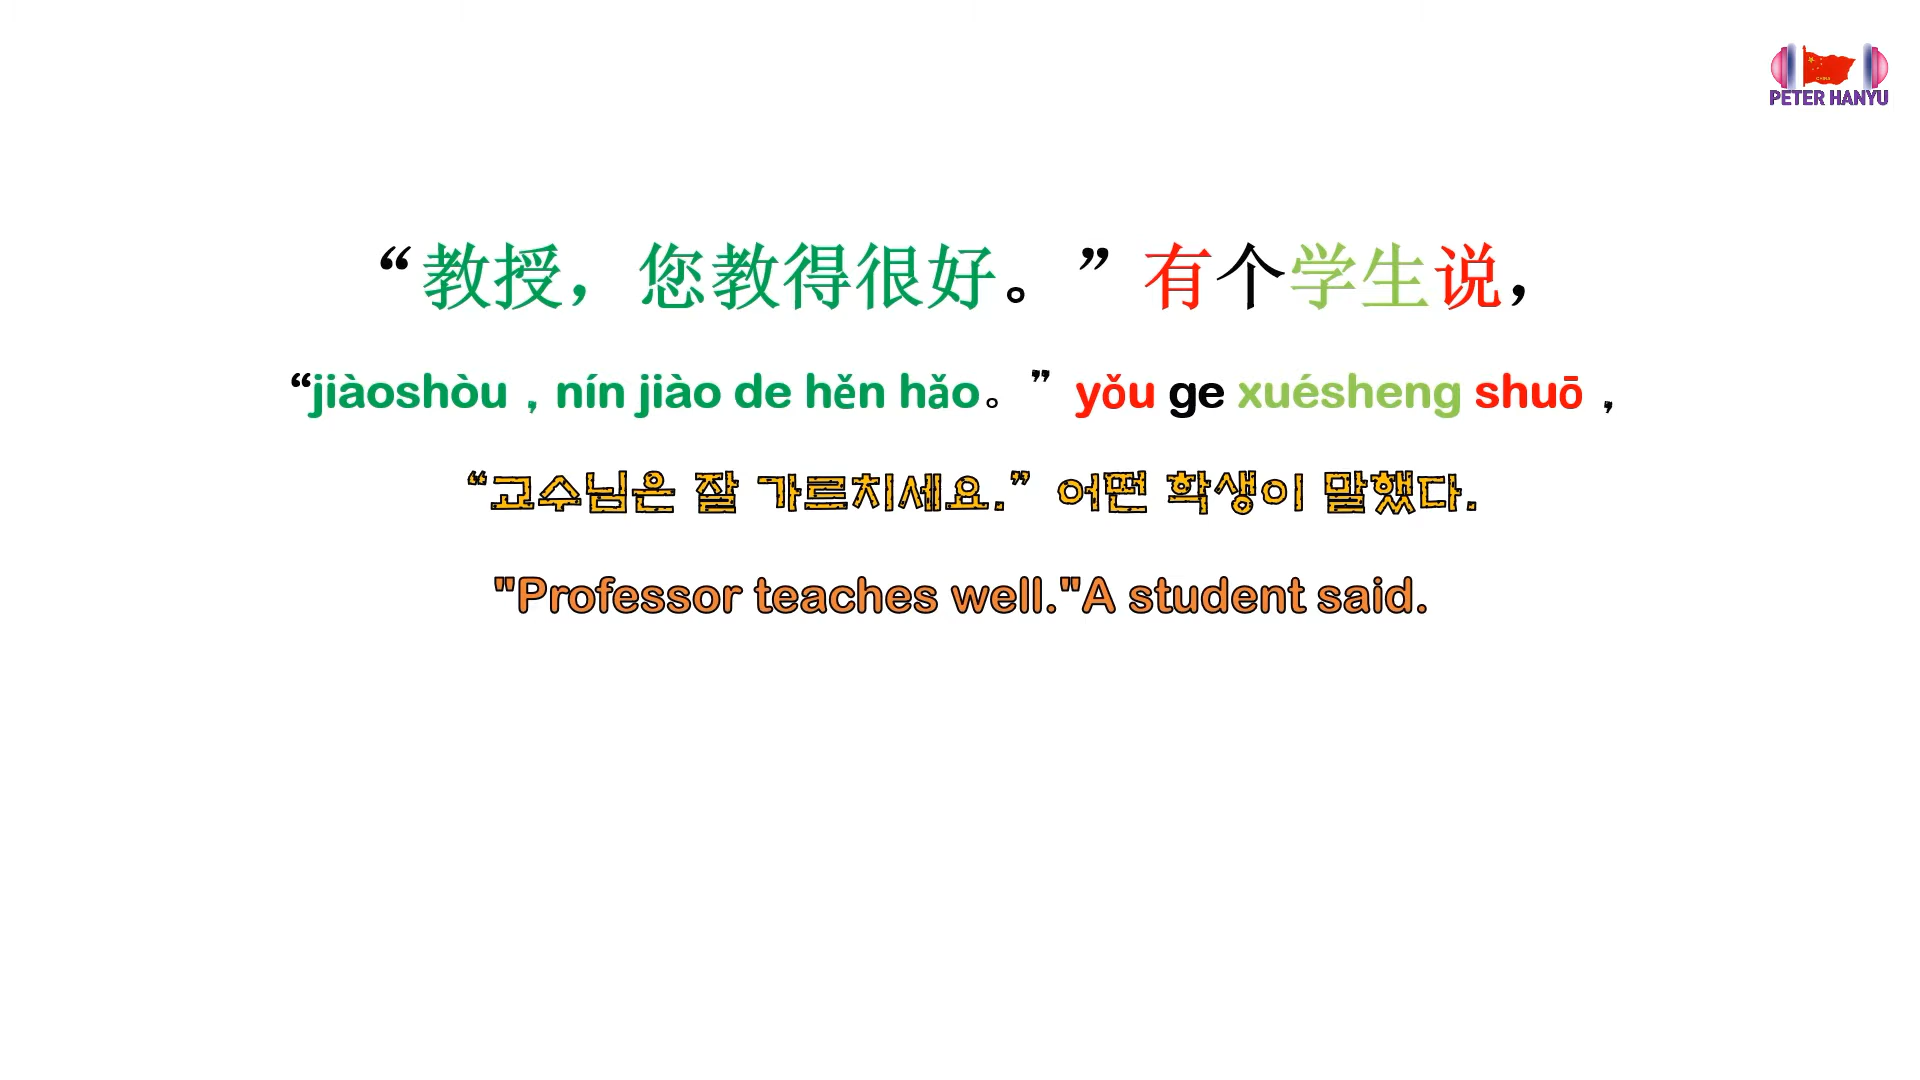 PETER HANYU
“教授，您教得很好。”有个学生说，
“jiàoshòu，nín jiào de hěn hǎo。”yǒu ge xuésheng shuō，
“교수님은 잘 가르치세요.” 어떤 학생이 말했다.
"Professor teaches well."A student said.